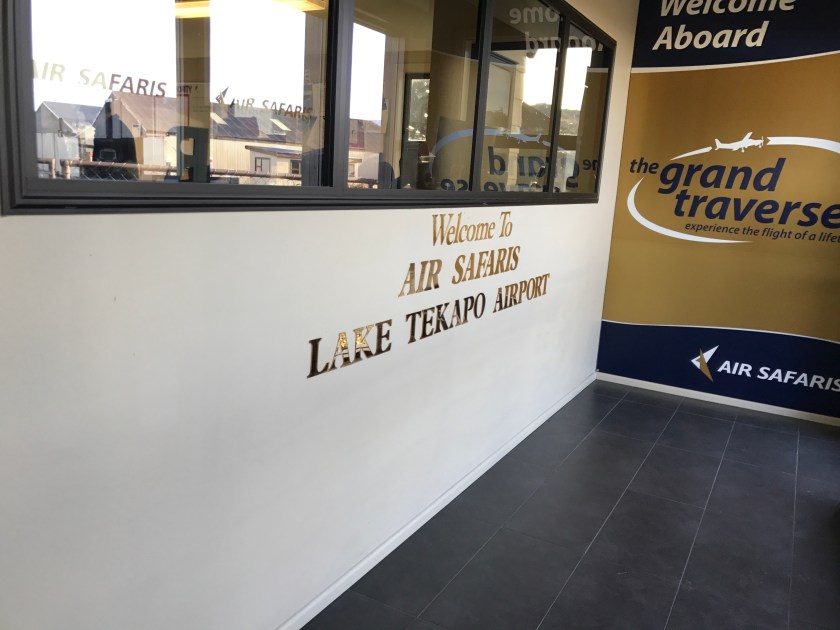 AIR SAFARIS
AIR SAFARIS
Welcome To
AIR SAFARIS
LAKE TEKAPO AIRPORT
Welcome
Aboard
the grand
traverse
experience the flight of a
AIR SAFARIS